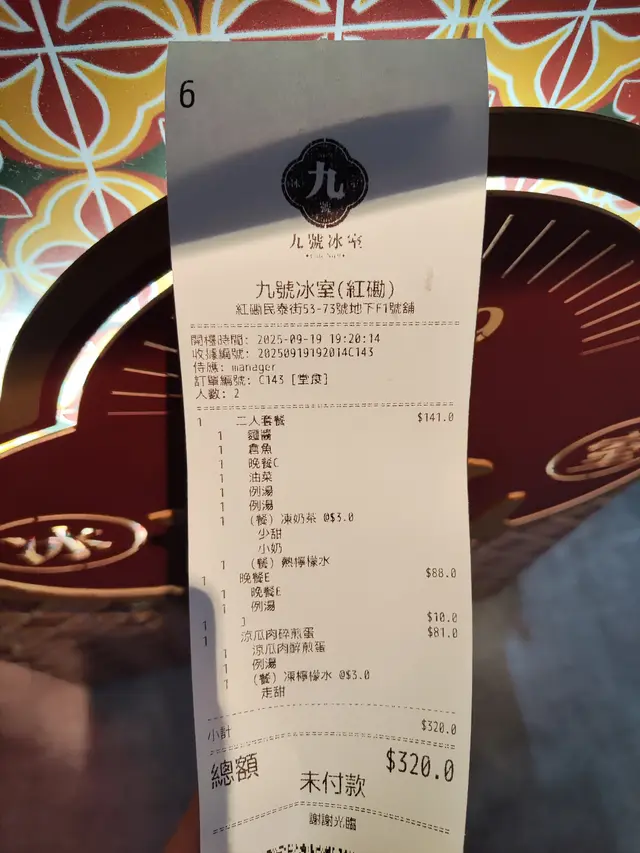 6
九
九號冰室
九號冰室(紅磡)
紅磡民泰街53-73號地下F1號舖
開檯時間: 2025-09-19 19:20:14
收據編號: 20250919192014C143
侍應: manager
訂單編號: C143 [堂食]
人數: 2
1 二人套餐 $141.0
1 豉醬
1 倉魚
1 晚餐C
1 油菜
1 例湯
1 例湯
1 (餐) 凍奶茶 @$3.0
少甜
小奶
1 (餐) 熱檸檬水
1 晚餐E $88.0
1 晚餐E
1 例湯
1 J $10.0
1 涼瓜肉碎煎蛋 $81.0
1 涼瓜肉碎煎蛋
1 例湯
1 (餐) 凍檸檬水 @$3.0
走甜
小計 $320.0
總額 $320.0
未付款
謝謝光臨